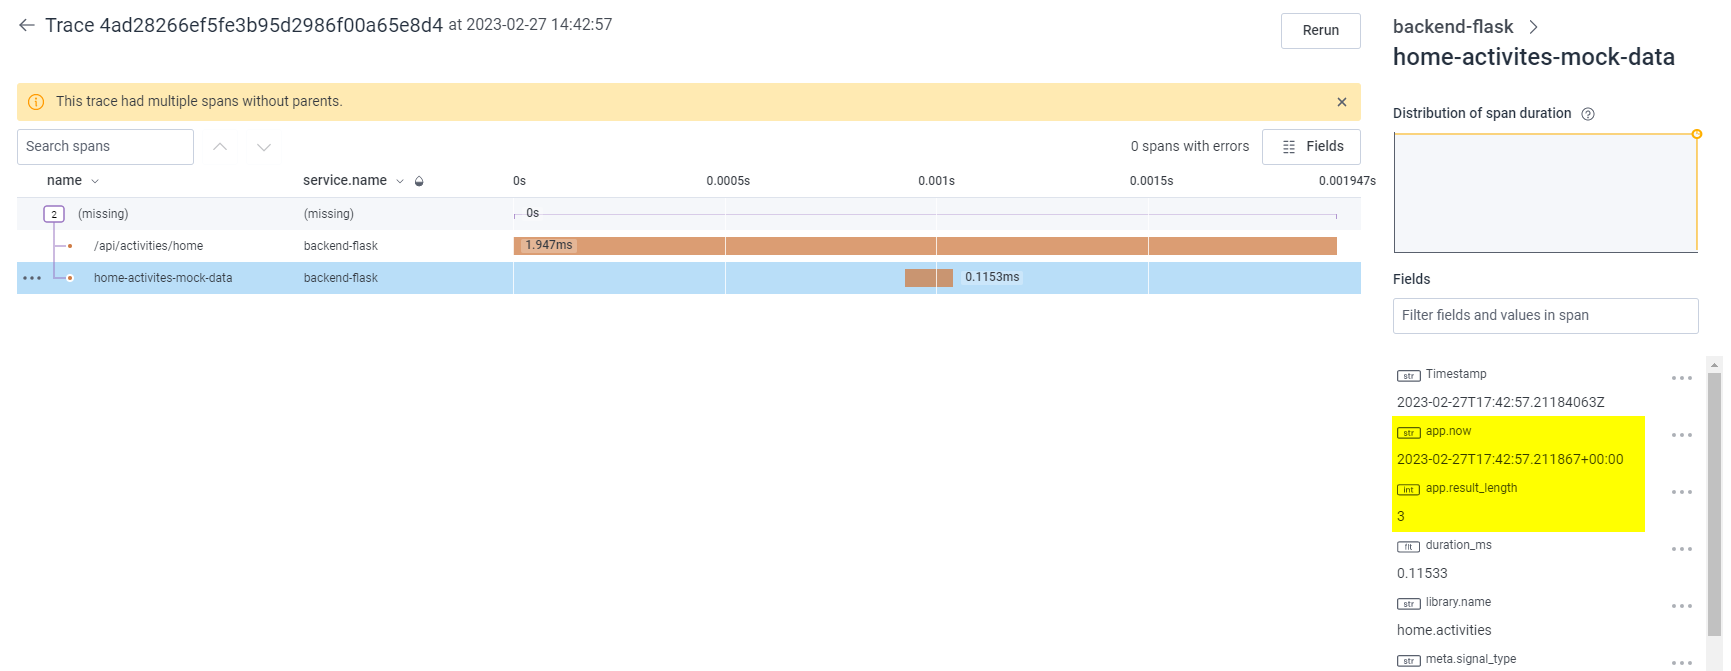 Trace 4ad28266ef5fe3b95d2986f00a65e8d4 at 2023-02-27 14:42:57
Rerun
This trace had multiple spans without parents.
Search spans
0 spans with errors
Fields
name service.name 0s 0.0005s 0.001s 0.0015s 0.001947s
2 (missing) (missing) 0s
/api/activities/home backend-flask 1.947ms
home-activites-mock-data backend-flask 0.1153ms
backend-flask
home-activites-mock-data
Distribution of span duration
Fields
Filter fields and values in span
str Timestamp
2023-02-27T17:42:57.21184063Z
str app.now
2023-02-27T17:42:57.211867+00:00
int app.result_length
3
flt duration_ms
0.11533
str library.name
home.activities
str meta.signal_type